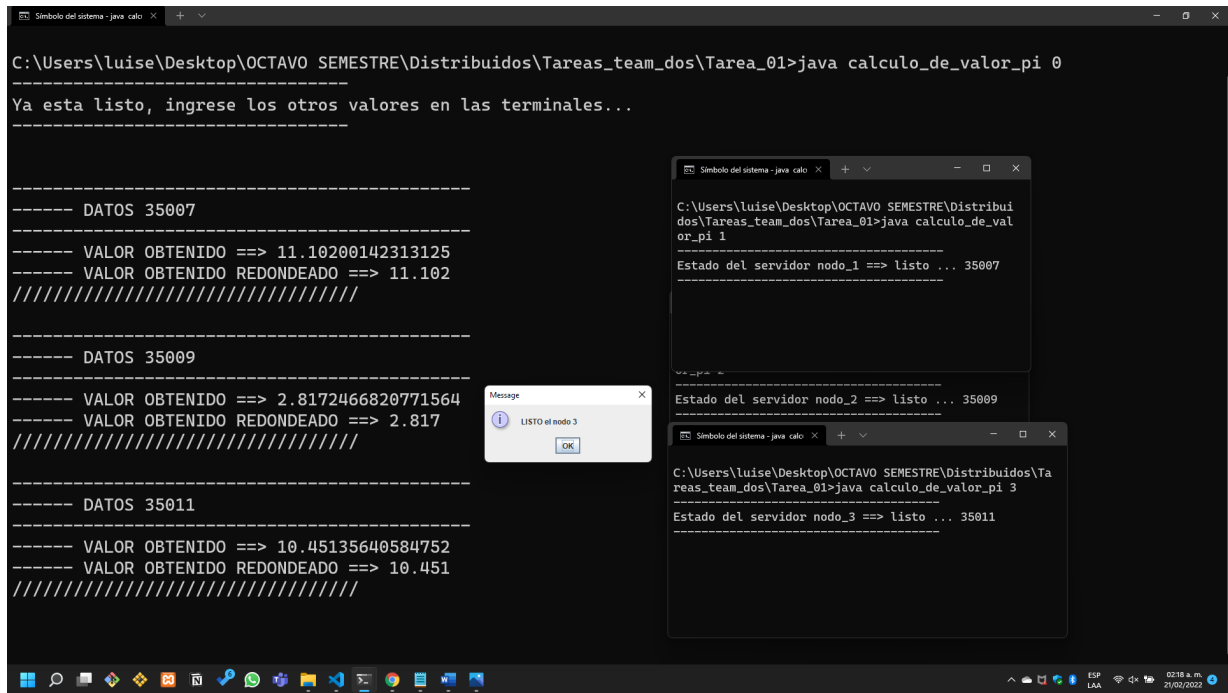 Símbolo del sistema - java calc
C:\Users\luise\Desktop\OCTAVO SEMESTRE\Distribuidos\Tareas_team_dos\Tarea_01>java calculo_de_valor_pi 0
---------------------------------
Ya esta listo, ingrese los otros valores en las terminales...
---------------------------------
---------------------------------------------
------ DATOS 35007
---------------------------------------------
------ VALOR OBTENIDO ==> 11.10200142313125
------ VALOR OBTENIDO REDONDEADO ==> 11.102
//////////////////////////////////
---------------------------------------------
------ DATOS 35009
---------------------------------------------
------ VALOR OBTENIDO ==> 2.8172466820771564
------ VALOR OBTENIDO REDONDEADO ==> 2.817
//////////////////////////////////
---------------------------------------------
------ DATOS 35011
---------------------------------------------
------ VALOR OBTENIDO ==> 10.45135640584752
------ VALOR OBTENIDO REDONDEADO ==> 10.451
//////////////////////////////////
Message
LISTO el nodo 3
OK
Símbolo del sistema - java calc
C:\Users\luise\Desktop\OCTAVO SEMESTRE\Distribui
dos\Tareas_team_dos\Tarea_01>java calculo_de_val
or_pi 1
--------------------------------------
Estado del servidor nodo_1 ==> listo ... 35007
--------------------------------------
--------------------------------------
Estado del servidor nodo_2 ==> listo ... 35009
--------------------------------------
Símbolo del sistema - java calc
C:\Users\luise\Desktop\OCTAVO SEMESTRE\Distribuidos\Ta
reas_team_dos\Tarea_01>java calculo_de_valor_pi 3
--------------------------------------
Estado del servidor nodo_3 ==> listo ... 35011
--------------------------------------
ESP
LAA
02:18 a. m.
21/02/2022